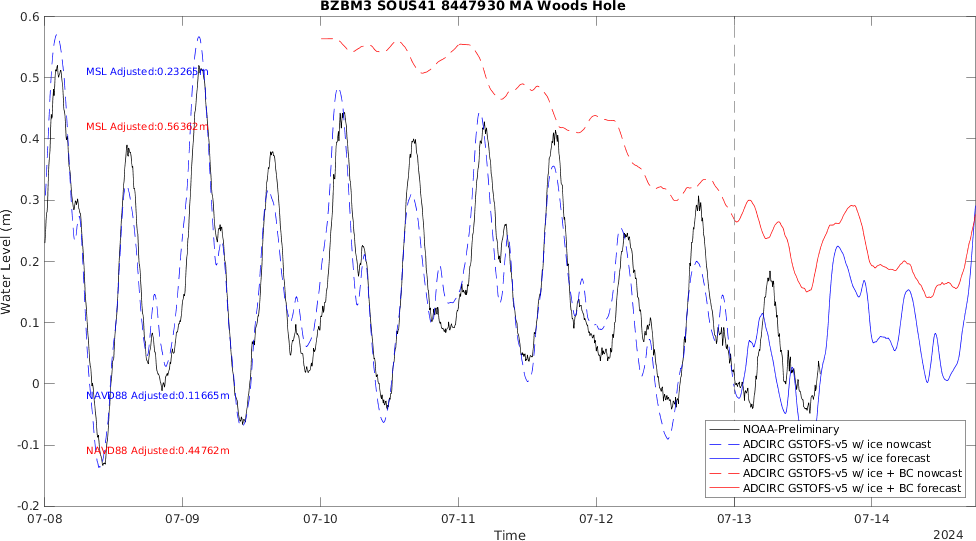 BZBM3 SOUS41 8447930 MA Woods Hole
0.6
0.5
0.4
0.3
0.2
0.1
0
-0.1
-0.2
Water Level (m)
MSL Adjusted:0.23265m
MSL Adjusted:0.56362m
NAVD88 Adjusted:0.11665m
NAVD88 Adjusted:0.44762m
NOAA-Preliminary
ADCIRC GSTOFS-v5 w/ ice nowcast
ADCIRC GSTOFS-v5 w/ ice forecast
ADCIRC GSTOFS-v5 w/ ice + BC nowcast
ADCIRC GSTOFS-v5 w/ ice + BC forecast
07-08 07-09 07-10 07-11 07-12 07-13 07-14
Time
2024